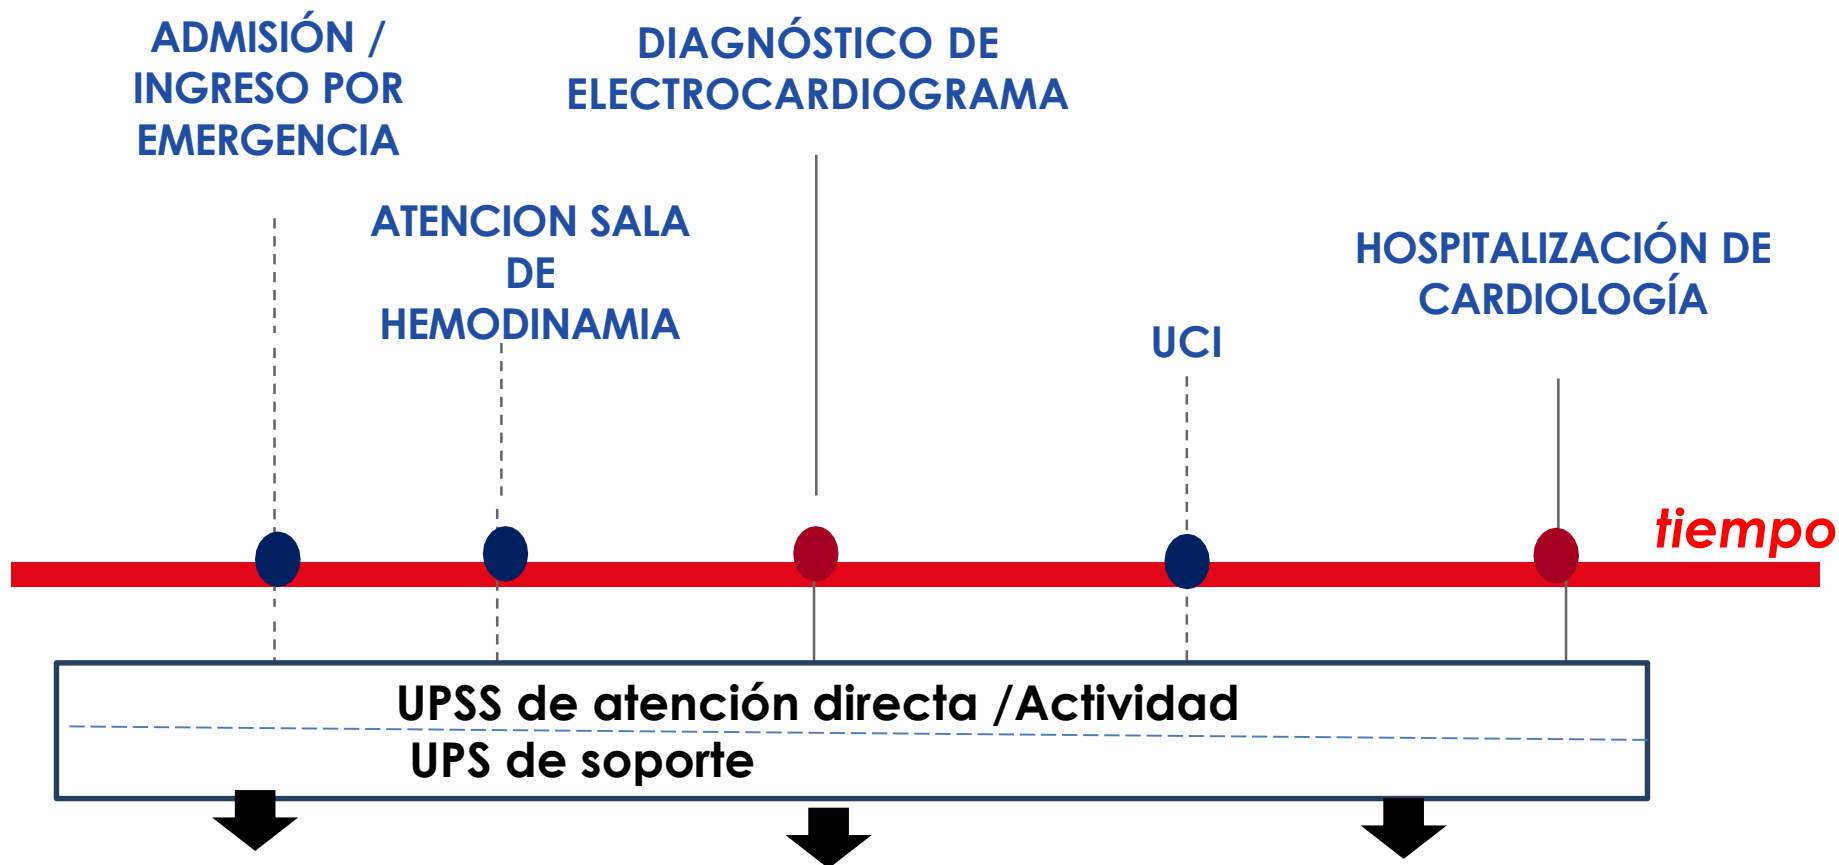 ADMISIÓN /
INGRESO POR
EMERGENCIA
DIAGNÓSTICO DE
ELECTROCARDIOGRAMA
ATENCION SALA
DE
HEMODINAMIA
HOSPITALIZACIÓN DE
CARDIOLOGÍA
UCI
tiempo
UPSS de atención directa /Actividad
UPS de soporte